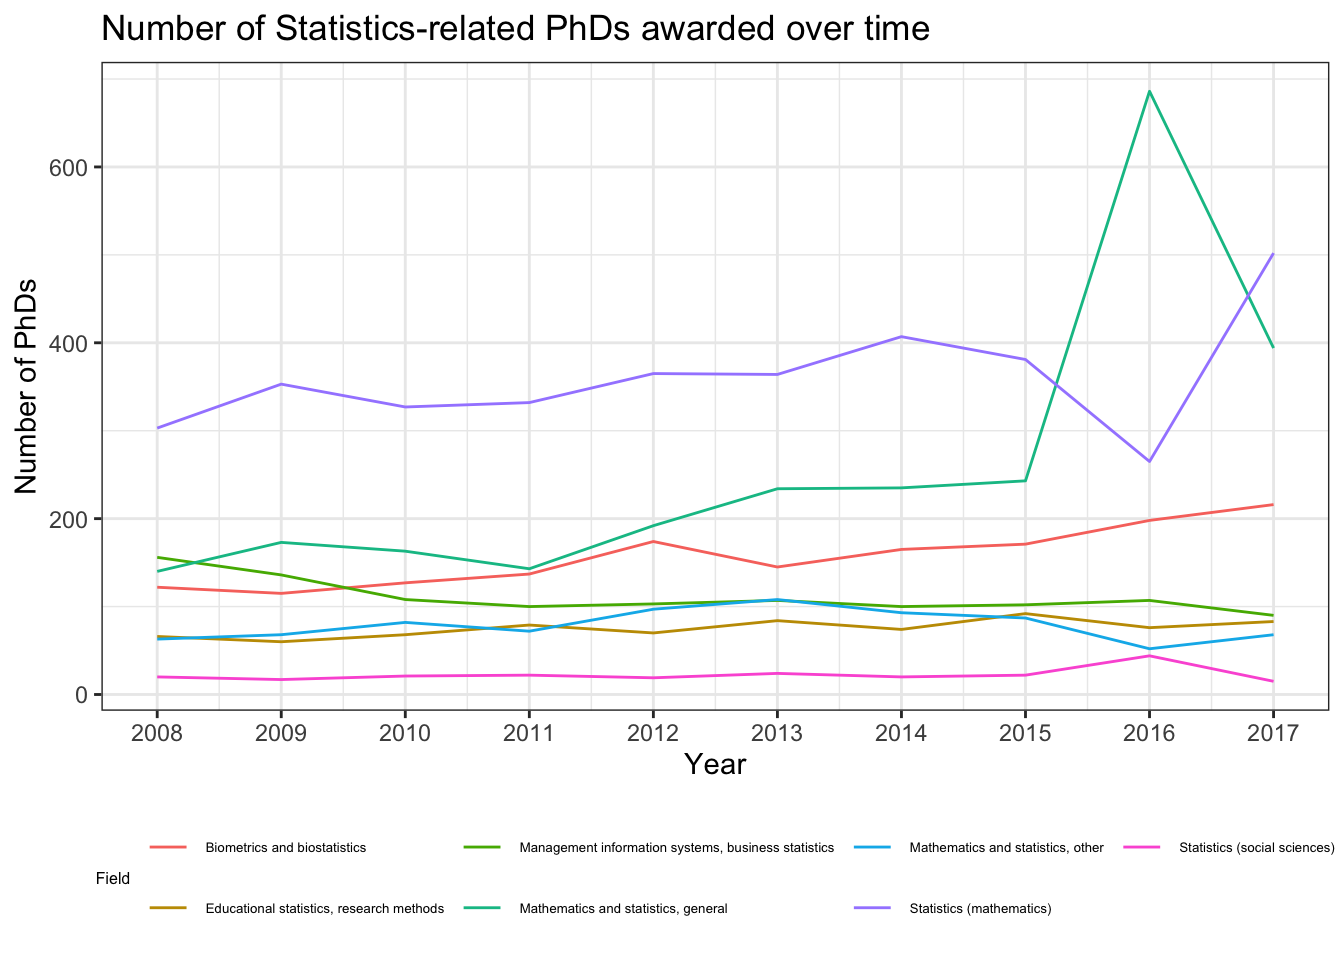 Number of Statistics-related PhDs awarded over time
Number of PhDs
600
400
200
0
2008 2009 2010 2011 2012 2013 2014 2015 2016 2017
Year
Field
Biometrics and biostatistics
Educational statistics, research methods
Management information systems, business statistics
Mathematics and statistics, general
Mathematics and statistics, other
Statistics (mathematics)
Statistics (social sciences)